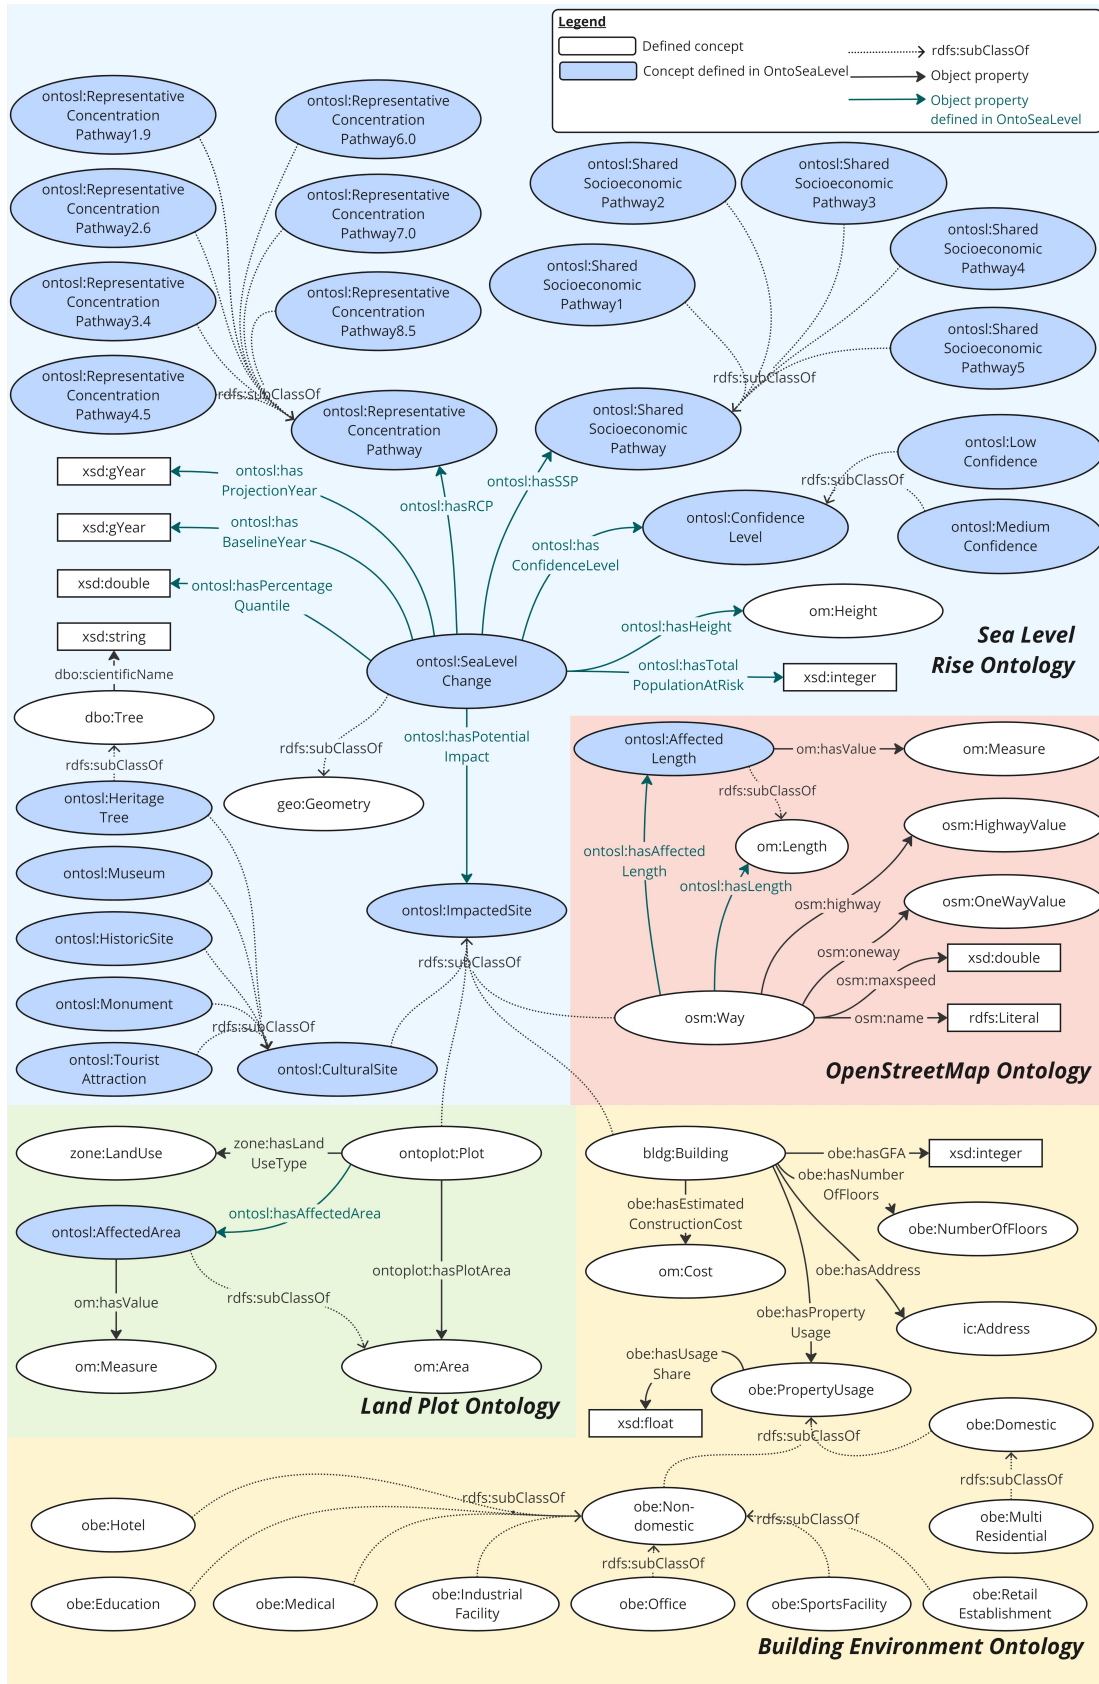 Legend
Defined concept
Concept defined in OntoSeaLevel
rdfs:subClassOf
Object property
Object property
defined in OntoSeaLevel
ontosl:Representative
Concentration
Pathway1.9
ontosl:Representative
Concentration
Pathway6.0
ontosl:Shared
Socioeconomic
Pathway2
ontosl:Shared
Socioeconomic
Pathway3
ontosl:Representative
Concentration
Pathway2.6
ontosl:Representative
Concentration
Pathway7.0
ontosl:Shared
Socioeconomic
Pathway1
ontosl:Shared
Socioeconomic
Pathway4
ontosl:Representative
Concentration
Pathway3.4
ontosl:Representative
Concentration
Pathway8.5
ontosl:Shared
Socioeconomic
Pathway5
ontosl:Representative
Concentration
Pathway4.5
rdfs:subClassOf
rdfs:subClassOf
ontosl:Representative
Concentration
Pathway
ontosl:Shared
Socioeconomic
Pathway
ontosl:Low
Confidence
xsd:gYear
ontosl:has
ProjectionYear
ontosl:hasRCP
ontosl:hasSSP
rdfs:subClassOf
xsd:gYear
ontosl:has
BaselineYear
ontosl:has
ConfidenceLevel
ontosl:Confidence
Level
ontosl:Medium
Confidence
xsd:double
ontosl:hasPercentage
Quantile
xsd:string
dbo:scientificName
dbo:Tree
rdfs:subClassOf
ontosl:SeaLevel
Change
ontosl:hasHeight
om:Height
ontosl:hasTotal
PopulationAtRisk
xsd:integer
Sea Level
Rise Ontology
rdfs:subClassOf
ontosl:hasPotential
Impact
geo:Geometry
ontosl:Heritage
Tree
ontosl:Museum
ontosl:HistoricSite
ontosl:Monument
ontosl:Tourist
Attraction
rdfs:subClassOf
ontosl:CulturalSite
ontosl:ImpactedSite
rdfs:subClassOf
ontosl:Affected
Length
om:hasValue
om:Measure
rdfs:subClassOf
om:Length
osm:HighwayValue
ontosl:hasAffected
Length
ontosl:hasLength
osm:highway
osm:OneWayValue
osm:oneway
osm:maxspeed
xsd:double
osm:Way
osm:name
rdfs:Literal
OpenStreetMap Ontology
zone:LandUse
zone:hasLand
UseType
ontoplot:Plot
ontosl:hasAffectedArea
ontosl:AffectedArea
ontoplot:hasPlotArea
om:hasValue
rdfs:subClassOf
om:Measure
om:Area
Land Plot Ontology
bldg:Building
obe:hasGFA
xsd:integer
obe:hasNumber
OfFloors
obe:NumberOfFloors
obe:hasEstimated
ConstructionCost
om:Cost
obe:hasAddress
ic:Address
obe:hasProperty
Usage
obe:hasUsage
Share
obe:PropertyUsage
xsd:float
rdfs:subClassOf
obe:Domestic
rdfs:subClassOf
obe:Multi
Residential
obe:Hotel
rdfs:subClassOf
obe:Non-
domestic
rdfs:subClassOf
rdfs:subClassOf
obe:Education
obe:Medical
obe:Industrial
Facility
obe:Office
obe:SportsFacility
obe:Retail
Establishment
Building Environment Ontology